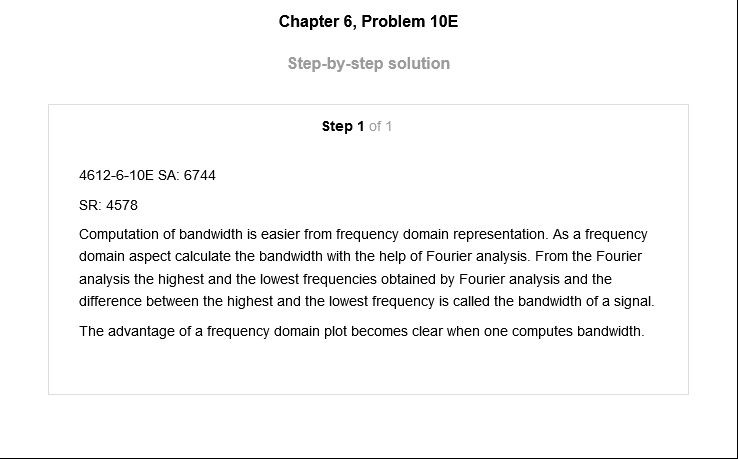 Chapter 6, Problem 10E
Step-by-step solution
Step 1 of 1
4612-6-10E SA: 6744
SR: 4578
Computation of bandwidth is easier from frequency domain representation. As a frequency
domain aspect calculate the bandwidth with the help of Fourier analysis. From the Fourier
analysis the highest and the lowest frequencies obtained by Fourier analysis and the
difference between the highest and the lowest frequency is called the bandwidth of a signal.
The advantage of a frequency domain plot becomes clear when one computes bandwidth.